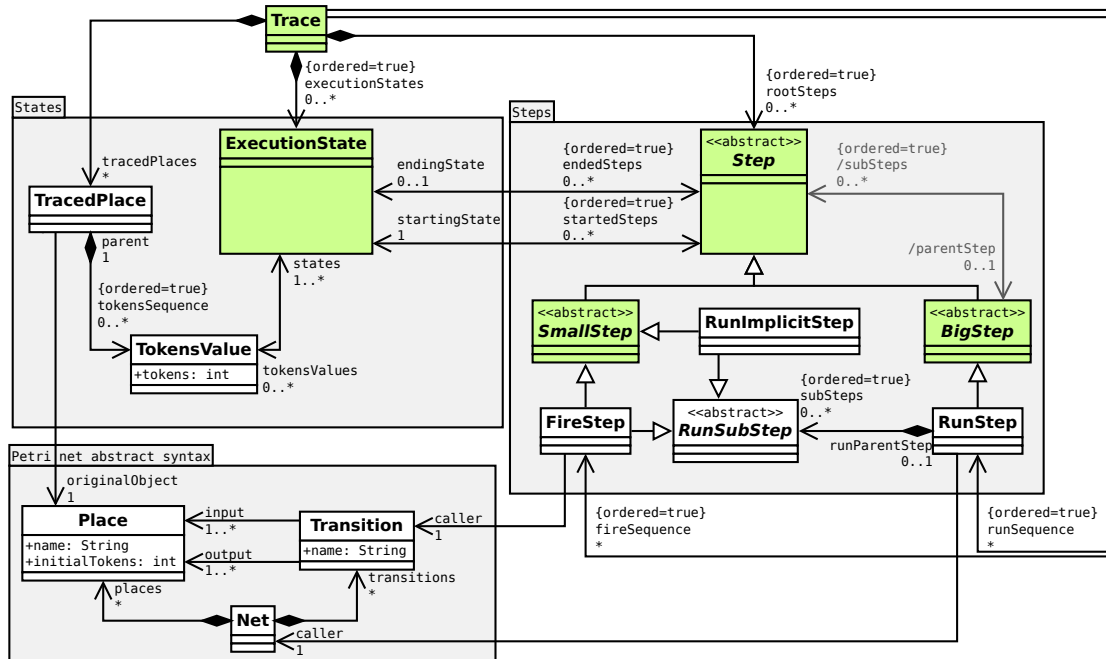 Trace
{ordered=true}
executionStates
0..*
{ordered=true}
rootSteps
0..*
States
Steps
ExecutionState
<<abstract>>
Step
endingState
0..1
{ordered=true}
endedSteps
0..*
{ordered=true}
/subSteps
0..*
tracedPlaces
*
TracedPlace
startingState
1
{ordered=true}
startedSteps
0..*
parent
1
states
1..*
/parentStep
0..1
{ordered=true}
tokensSequence
0..*
<<abstract>>
SmallStep
RunImplicitStep
<<abstract>>
BigStep
TokensValue
+tokens: int
tokensValues
0..*
{ordered=true}
subSteps
0..*
FireStep
<<abstract>>
RunSubStep
RunStep
runParentStep
0..1
Petri net abstract syntax
originalObject
1
Place
+name: String
+initialTokens: int
input
1..*
output
1..*
Transition
+name: String
caller
1
{ordered=true}
fireSequence
*
{ordered=true}
runSequence
*
places
*
transitions
*
Net
caller
1